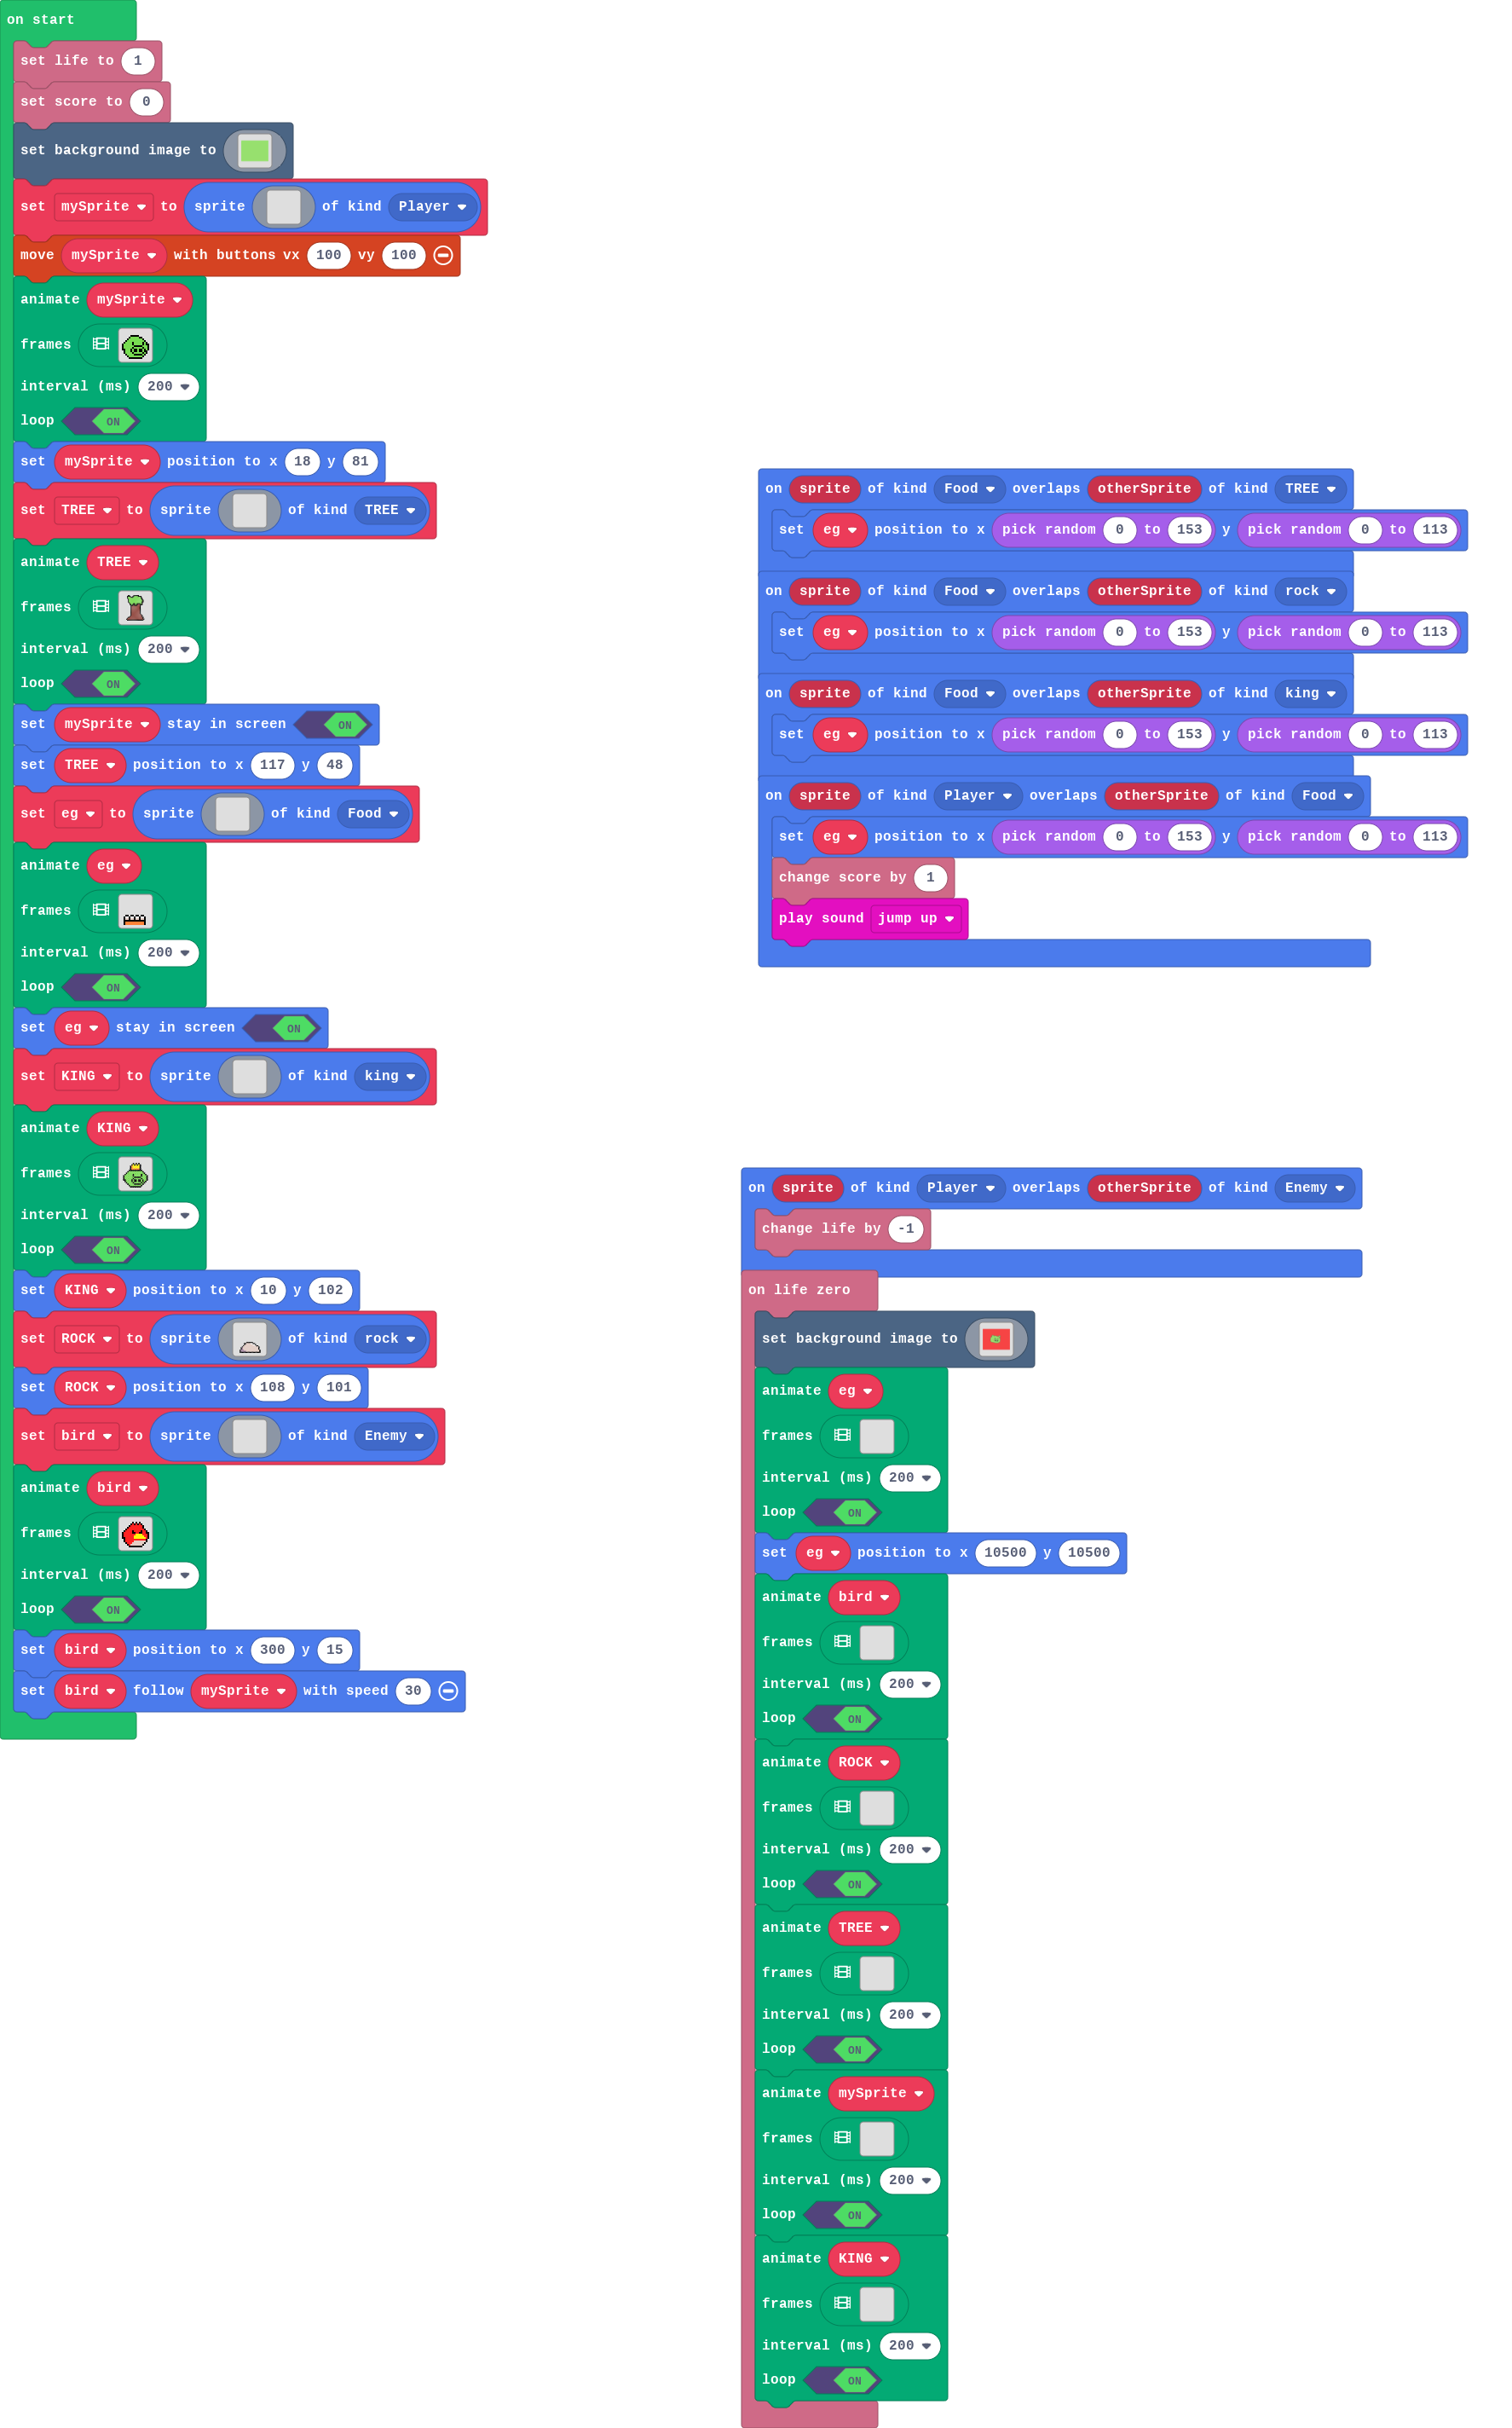 on start
set life to 1
set score to 0
set background image to
set mySprite to sprite of kind Player
move mySprite with buttons vx 100 vy 100
animate mySprite
frames
interval (ms) 200
loop ON
set mySprite position to x 18 y 81
set TREE to sprite of kind TREE
animate TREE
frames
interval (ms) 200
loop ON
set mySprite stay in screen ON
set TREE position to x 117 y 48
set eg to sprite of kind Food
animate eg
frames
interval (ms) 200
loop ON
set eg stay in screen ON
set KING to sprite of kind king
animate KING
frames
interval (ms) 200
loop ON
set KING position to x 10 y 102
set ROCK to sprite of kind rock
set ROCK position to x 108 y 101
set bird to sprite of kind Enemy
animate bird
frames
interval (ms) 200
loop ON
set bird position to x 300 y 15
set bird follow mySprite with speed 30
on sprite of kind Food overlaps otherSprite of kind TREE
set eg position to x pick random 0 to 153 y pick random 0 to 113
on sprite of kind Food overlaps otherSprite of kind rock
set eg position to x pick random 0 to 153 y pick random 0 to 113
on sprite of kind Food overlaps otherSprite of kind king
set eg position to x pick random 0 to 153 y pick random 0 to 113
on sprite of kind Player overlaps otherSprite of kind Food
set eg position to x pick random 0 to 153 y pick random 0 to 113
change score by 1
play sound jump up
on sprite of kind Player overlaps otherSprite of kind Enemy
change life by -1
on life zero
set background image to
animate eg
frames
interval (ms) 200
loop ON
set eg position to x 10500 y 10500
animate bird
frames
interval (ms) 200
loop ON
animate ROCK
frames
interval (ms) 200
loop ON
animate TREE
frames
interval (ms) 200
loop ON
animate mySprite
frames
interval (ms) 200
loop ON
animate KING
frames
interval (ms) 200
loop ON